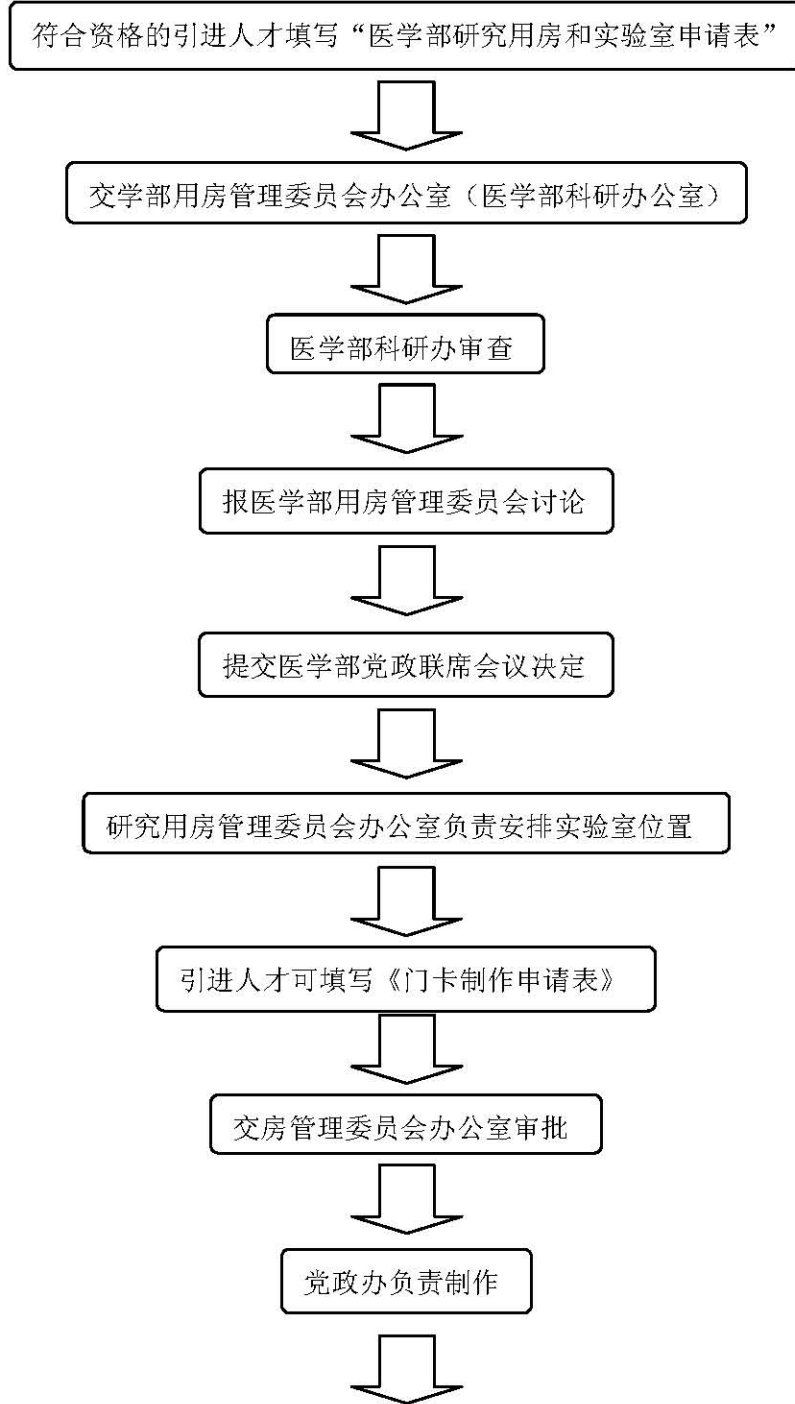 符合资格的引进人才填写“医学部研究用房和实验室申请表”
交学部用房管理委员会办公室（医学部科研办公室）
医学部科研办审查
报医学部用房管理委员会讨论
提交医学部党政联席会议决定
研究用房管理委员会办公室负责安排实验室位置
引进人才可填写《门卡制作申请表》
交房管理委员会办公室审批
党政办负责制作